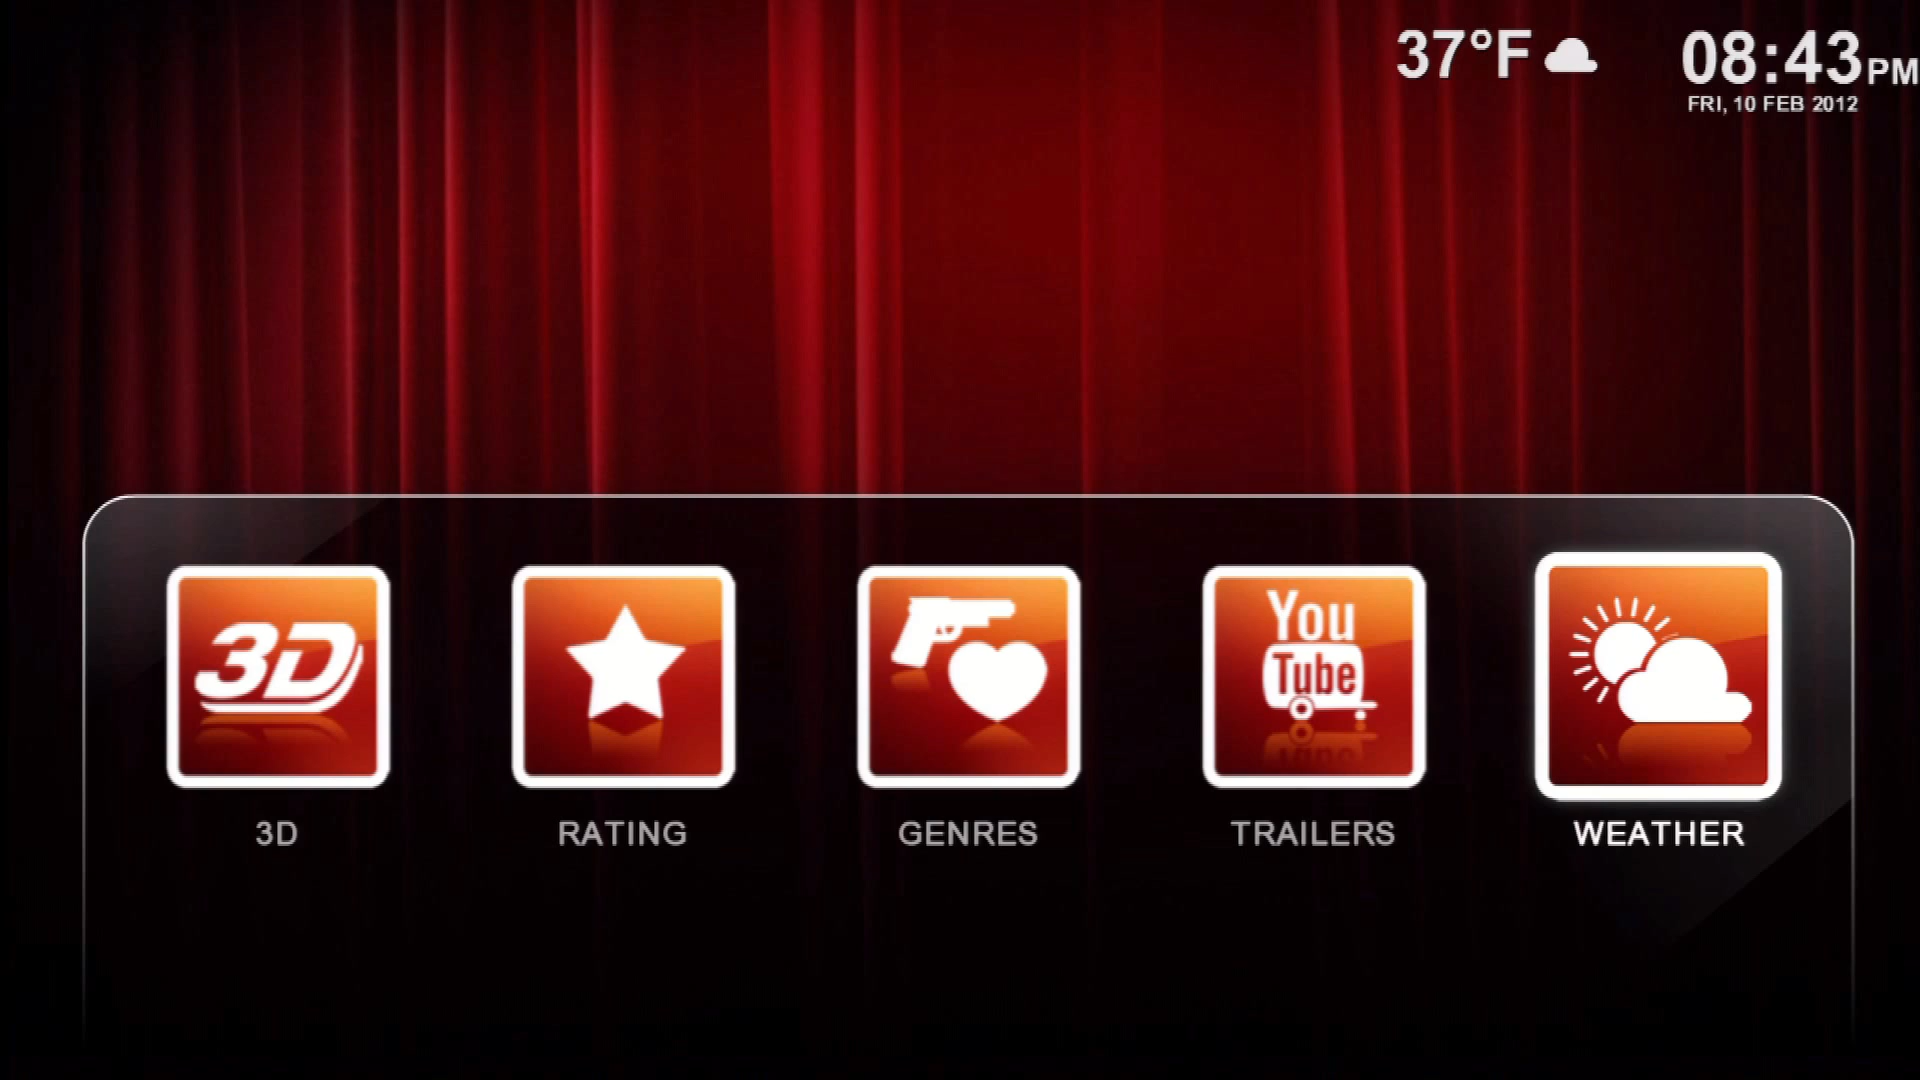 37°F
08:43PM
FRI, 10 FEB 2012
3D
You
Tube
3D
RATING
GENRES
TRAILERS
WEATHER